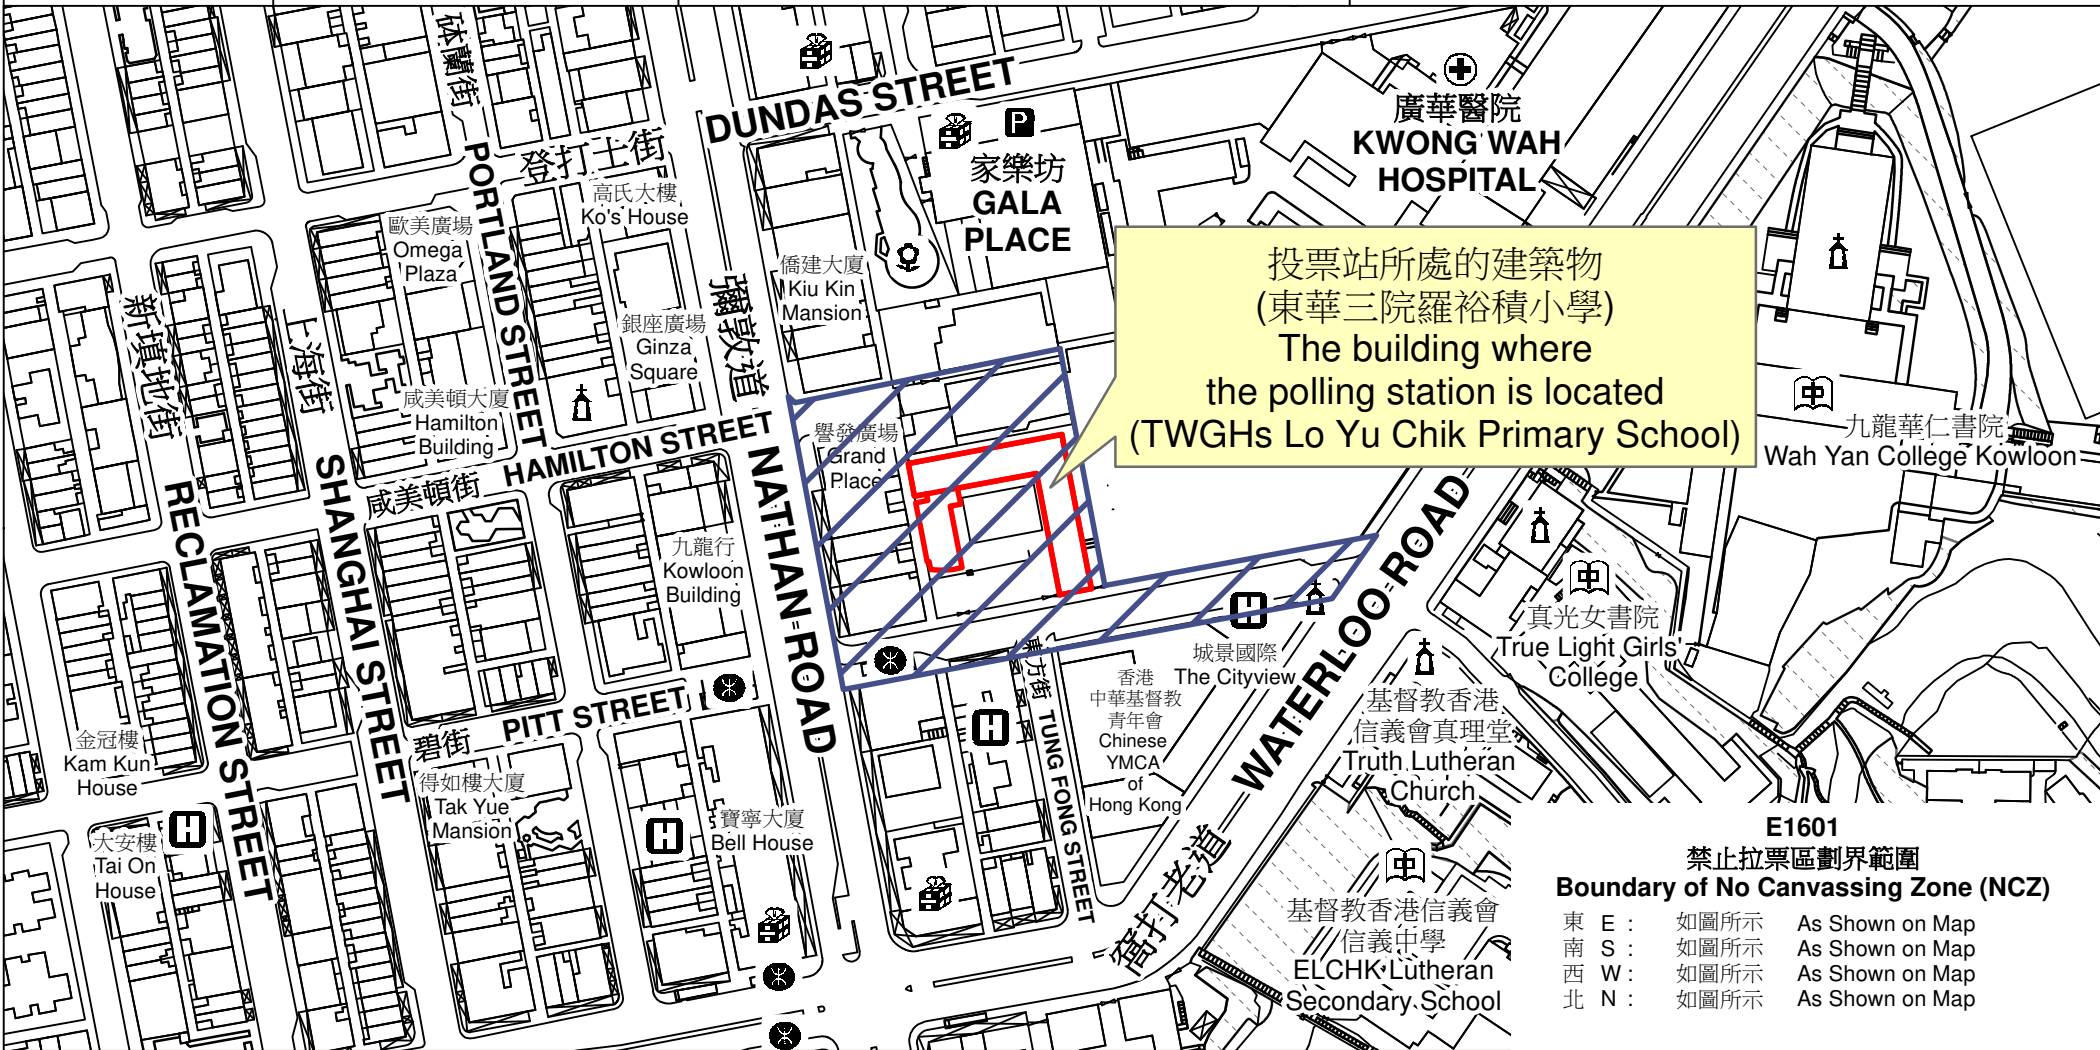 砵蘭街
PORTLAND STREET
登打士街
DUNDAS STREET
高氏大樓
Ko's House
歐美廣場
Omega
Plaza
家樂坊
GALA
PLACE
P
廣華醫院
KWONG WAH
HOSPITAL
僑建大廈
Kiu Kin
Mansion
銀座廣場
Ginza
Square
彌敦道
NATHAN ROAD
新填地街
RECLAMATION STREET
上海街
SHANGHAI STREET
咸美頓大廈
Hamilton
Building
咸美頓街
HAMILTON STREET
譽發廣場
Grand
Place
投票站所處的建築物
(東華三院羅裕積小學)
The building where
the polling station is located
(TWGHs Lo Yu Chik Primary School)
中
九龍華仁書院
Wah Yan College Kowloon
九龍行
Kowloon
Building
中
真光女書院
True Light Girls'
College
H
城景國際
The Cityview
窩打老道
WATERLOO ROAD
東方街
TUNG FONG STREET
H
香港
中華基督教
青年會
Chinese
YMCA
of
Hong Kong
基督教香港
信義會真理堂
Truth Lutheran
Church
碧街
PITT STREET
金冠樓
Kam Kun
House
得如樓大廈
Tak Yue
Mansion
H
寶寧大廈
Bell House
H
大安樓
Tai On
House
中
基督教香港信義會
信義中學
ELCHK Lutheran
Secondary School
E1601
禁止拉票區劃界範圍
Boundary of No Canvassing Zone (NCZ)
東 E : 如圖所示 As Shown on Map
南 S : 如圖所示 As Shown on Map
西 W : 如圖所示 As Shown on Map
北 N : 如圖所示 As Shown on Map